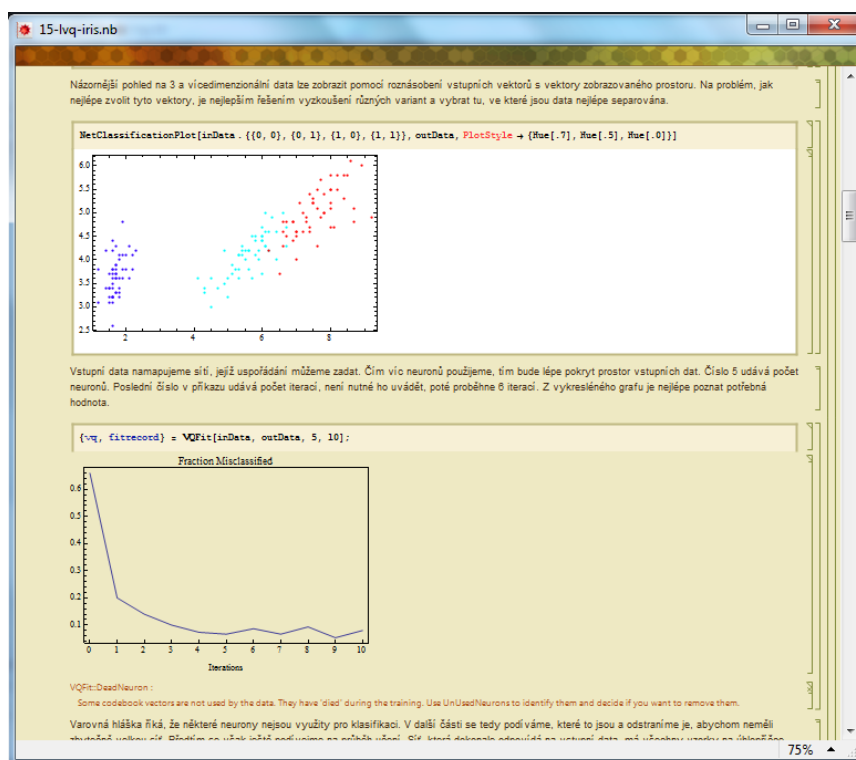 15-lvq-iris.nb
Názornější pohled na 3 a vícedimenzionální data lze zobrazit pomocí roznásobení vstupních vektorů s vektory zobrazovaného prostoru. Na problém, jak
nejlépe zvolit tyto vektory, je nejlepším řešením vyzkoušení různých variant a vybrat tu, ve které jsou data nejlépe separována.
NetClassificationPlot[inData . {{0, 0}, {0, 1}, {1, 0}, {1, 1}}, outData, PlotStyle → {Hue[.7], Hue[.5], Hue[.0]}]
6.0
5.5
5.0
4.5
4.0
3.5
3.0
2.5
2 4 6 8
Vstupní data namapujeme sítí, jejíž uspořádání můžeme zadat. Čím víc neuronů použijeme, tím bude lépe pokryt prostor vstupních dat. Číslo 5 udává počet
neuronů. Poslední číslo v příkazu udává počet iterací, není nutné ho uvádět, poté proběhne 6 iterací. Z vykresléného grafu je nejlépe poznat potřebná
hodnota.
{vq, fitrecord} = VQFit[inData, outData, 5, 10];
Fraction Misclassified
0.6
0.5
0.4
0.3
0.2
0.1
0 1 2 3 4 5 6 7 8 9 10
Iterations
VQFit::DeadNeuron :
Some codebook vectors are not used by the data. They have 'died' during the training. Use UnUsedNeurons to identify them and decide if you want to remove them.
Varovná hláška říká, že některé neurony nejsou využity pro klasifikaci. V další části se tedy podíváme, které to jsou a odstraníme je, abychom neměli
75%